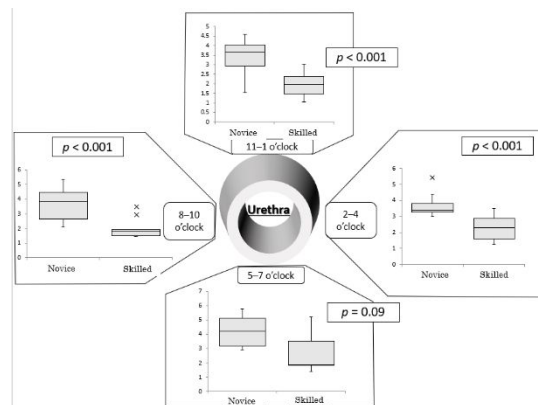 5
4.5
4
3.5
3
2.5
2
1.5
1
0.5
0
Novice Skilled
p < 0.001
11–1 o'clock
p < 0.001
6
5
4
3
2
1
0
Novice Skilled
8–10
o'clock
Urethra
2–4
o'clock
p < 0.001
6
5
4
3
2
1
0
Novice Skilled
5–7 o'clock
7
6
5
4
3
2
1
0
Novice Skilled
p = 0.09